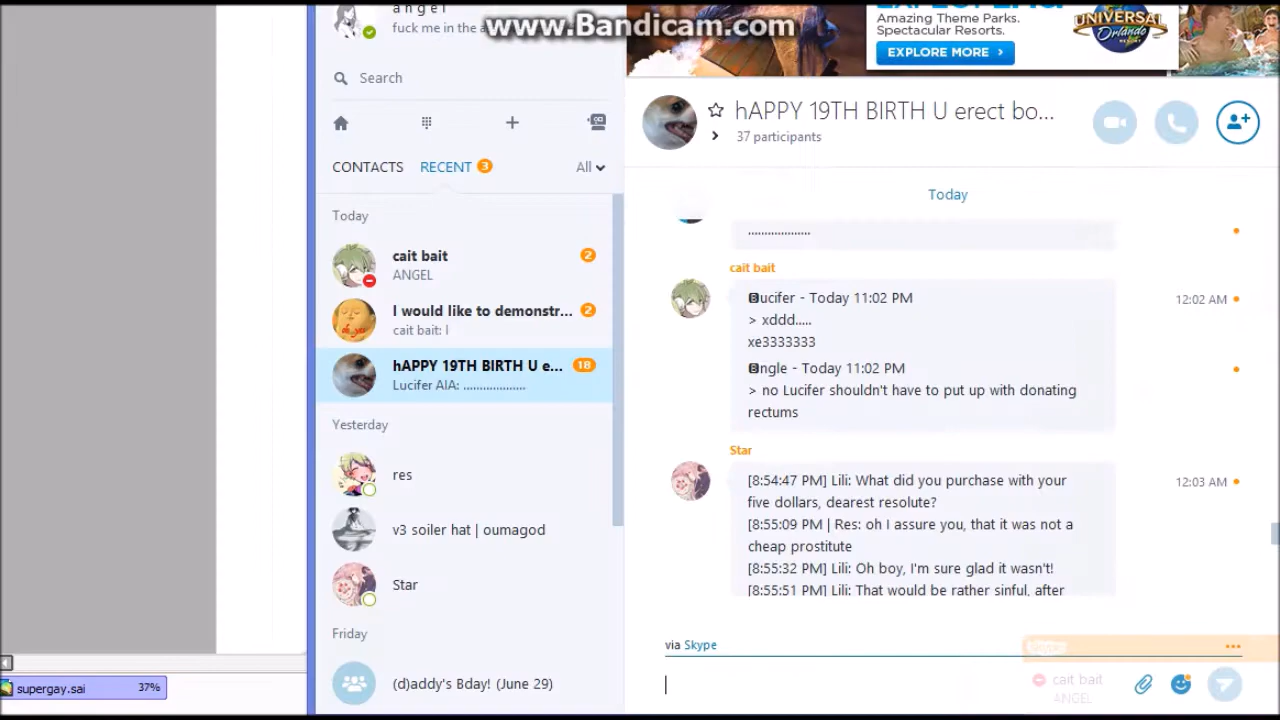 angel
fuck me in the a
www.Bandicam.com
Amazing Theme Parks.
Spectacular Resorts.
EXPLORE MORE >
UNIVERSAL
Orlando
RESORT
Search
hAPPY 19TH BIRTH U erect bo...
37 participants
CONTACTS
RECENT 3
All
Today
cait bait 2
ANGEL
I would like to demonstr... 2
cait bait: l
hAPPY 19TH BIRTH U e... 18
Lucifer AIA: ...................
Yesterday
res
v3 soiler hat | oumagod
Star
Friday
(d)addy's Bday! (June 29)
Today
...................
cait bait
🅱ucifer - Today 11:02 PM
12:02 AM
> xddd.....
xe3333333
🅱ngle - Today 11:02 PM
> no Lucifer shouldn't have to put up with donating
rectums
Star
[8:54:47 PM] Lili: What did you purchase with your
12:03 AM
five dollars, dearest resolute?
[8:55:09 PM | Res: oh I assure you, that it was not a
cheap prostitute
[8:55:32 PM] Lili: Oh boy, I'm sure glad it wasn't!
[8:55:51 PM] Lili: That would be rather sinful, after
via Skype
cait bait
ANGEL
supergay.sai 37%